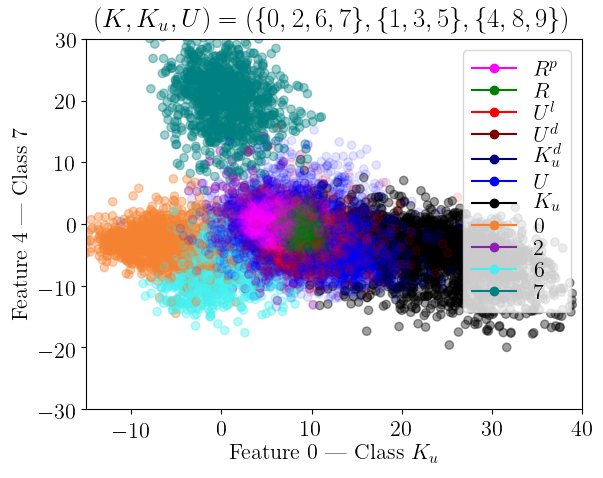 (K, K_u, U) = ({0, 2, 6, 7}, {1, 3, 5}, {4, 8, 9})
30
20
10
0
−10
−20
−30
Feature 4 — Class 7
R^p
R
U^l
U^d
K_u^d
U
K_u
0
2
6
7
−10
0
10
20
30
40
Feature 0 — Class K_u